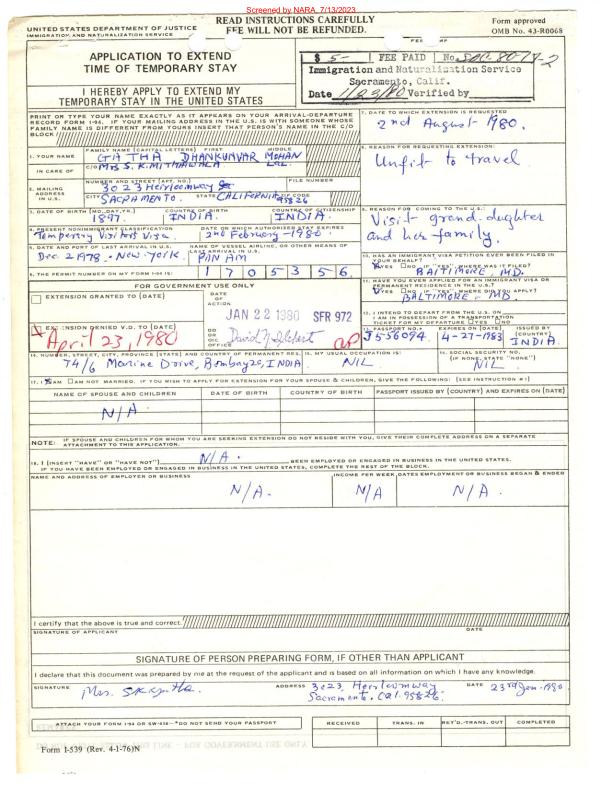 Screened by NARA, 7/13/2023
READ INSTRUCTIONS CAREFULLY
FEE WILL NOT BE REFUNDED.
UNITED STATES DEPARTMENT OF JUSTICE
IMMIGRATION AND NATURALIZATION SERVICE
Form approved
OMB No. 43-R0068
APPLICATION TO EXTEND
TIME OF TEMPORARY STAY
I HEREBY APPLY TO EXTEND MY
TEMPORARY STAY IN THE UNITED STATES
$ 5- FEE PAID No.
Immigration and Naturalization Service
Sacramento, Calif.
Date 1/23/80 Verified by
PRINT OR TYPE YOUR NAME EXACTLY AS IT APPEARS ON YOUR ARRIVAL-DEPARTURE
RECORD FORM I-94. IF YOUR MAILING ADDRESS IN THE U.S. IS WITH SOMEONE WHOSE
FAMILY NAME IS DIFFERENT FROM YOURS INSERT THAT PERSON'S NAME IN THE C/O
BLOCK
7. DATE TO WHICH EXTENSION IS REQUESTED
2nd August 1980.
1. YOUR NAME
FAMILY NAME (CAPITAL LETTERS) FIRST MIDDLE
GATHA DHANKUNVAR MOHAN LAL.
IN CARE OF
C/O MRS S.K. MITHAWALA
8. REASON FOR REQUESTING EXTENSION:
Unfit to travel
2. MAILING ADDRESS IN U.S.
NUMBER AND STREET (APT. NO.) FILE NUMBER
3023 Heirloomway
CITY STATE ZIP CODE
SACRAMENTO. CALIFORNIA 95826
3. DATE OF BIRTH (MO., DAY, YR.) COUNTRY OF BIRTH COUNTRY OF CITIZENSHIP
1897. INDIA INDIA
9. REASON FOR COMING TO THE U.S.:
Visit grand-dughter
and her family.
4. PRESENT NONIMMIGRANT CLASSIFICATION DATE ON WHICH AUTHORIZED STAY EXPIRES
Temperory Visitors Visa 2nd February - 1980
5. DATE AND PORT OF LAST ARRIVAL IN U.S. NAME OF VESSEL, AIRLINE, OR OTHER MEANS OF LAST ARRIVAL IN U.S.
Dec. 2 1978 - New-York. PAN AM
10. HAS AN IMMIGRANT VISA PETITION EVER BEEN FILED IN
YOUR BEHALF?
YES NO IF "YES", WHERE WAS IT FILED?
BALTIMORE, MD.
6. THE PERMIT NUMBER ON MY FORM I-94 IS:
17053 56
11. HAVE YOU EVER APPLIED FOR AN IMMIGRANT VISA OR
PERMANENT RESIDENCE IN THE U.S.?
YES NO IF "YES", WHERE DID YOU APPLY?
BALTIMORE - MD.
FOR GOVERNMENT USE ONLY
EXTENSION GRANTED TO (DATE)
DATE OF ACTION
JAN 22 1980 SFR 972
12. I INTEND TO DEPART FROM THE U.S. ON
I AM IN POSSESSION OF A TRANSPORTATION
TICKET FOR MY DEPARTURE YES NO
EXTENSION DENIED V.D. TO (DATE)
April 23, 1980
DD OR OIC OFFICE
13. PASSPORT NO. EXPIRES ON (DATE) ISSUED BY (COUNTRY)
J556094 4-27-1983 INDIA.
14. NUMBER, STREET, CITY, PROVINCE (STATE) AND COUNTRY OF PERMANENT RES.
74/6 Marine Drive, Bombay 20, INDIA
15. MY USUAL OCCUPATION IS:
NIL.
16. SOCIAL SECURITY NO.
(IF NONE, STATE "NONE")
NIL.
17. I AM AM NOT MARRIED. IF YOU WISH TO APPLY FOR EXTENSION FOR YOUR SPOUSE & CHILDREN, GIVE THE FOLLOWING: (SEE INSTRUCTION #1)
NAME OF SPOUSE AND CHILDREN DATE OF BIRTH COUNTRY OF BIRTH PASSPORT ISSUED BY (COUNTRY) AND EXPIRES ON (DATE)
N/A.
NOTE: IF SPOUSE AND CHILDREN FOR WHOM YOU ARE SEEKING EXTENSION DO NOT RESIDE WITH YOU, GIVE THEIR COMPLETE ADDRESS ON A SEPARATE
ATTACHMENT TO THIS APPLICATION.
18. I (INSERT "HAVE" OR "HAVE NOT") N/A. BEEN EMPLOYED OR ENGAGED IN BUSINESS IN THE UNITED STATES.
IF YOU HAVE BEEN EMPLOYED OR ENGAGED IN BUSINESS IN THE UNITED STATES, COMPLETE THE REST OF THE BLOCK.
NAME AND ADDRESS OF EMPLOYER OR BUSINESS INCOME PER WEEK DATES EMPLOYMENT OR BUSINESS BEGAN & ENDED
N/A. N/A N/A.
I certify that the above is true and correct.
SIGNATURE OF APPLICANT DATE
SIGNATURE OF PERSON PREPARING FORM, IF OTHER THAN APPLICANT
I declare that this document was prepared by me at the request of the applicant and is based on all information on which I have any knowledge.
SIGNATURE Mrs. ADDRESS 3023, Heirloomway DATE 23rd Jan. 1980
Sacramento. Cal. 95826.
ATTACH YOUR FORM I-94 OR SW-434 - DO NOT SEND YOUR PASSPORT
RECEIVED TRANS. IN RET'D.-TRANS. OUT COMPLETED
Form I-539 (Rev. 4-1-76)N